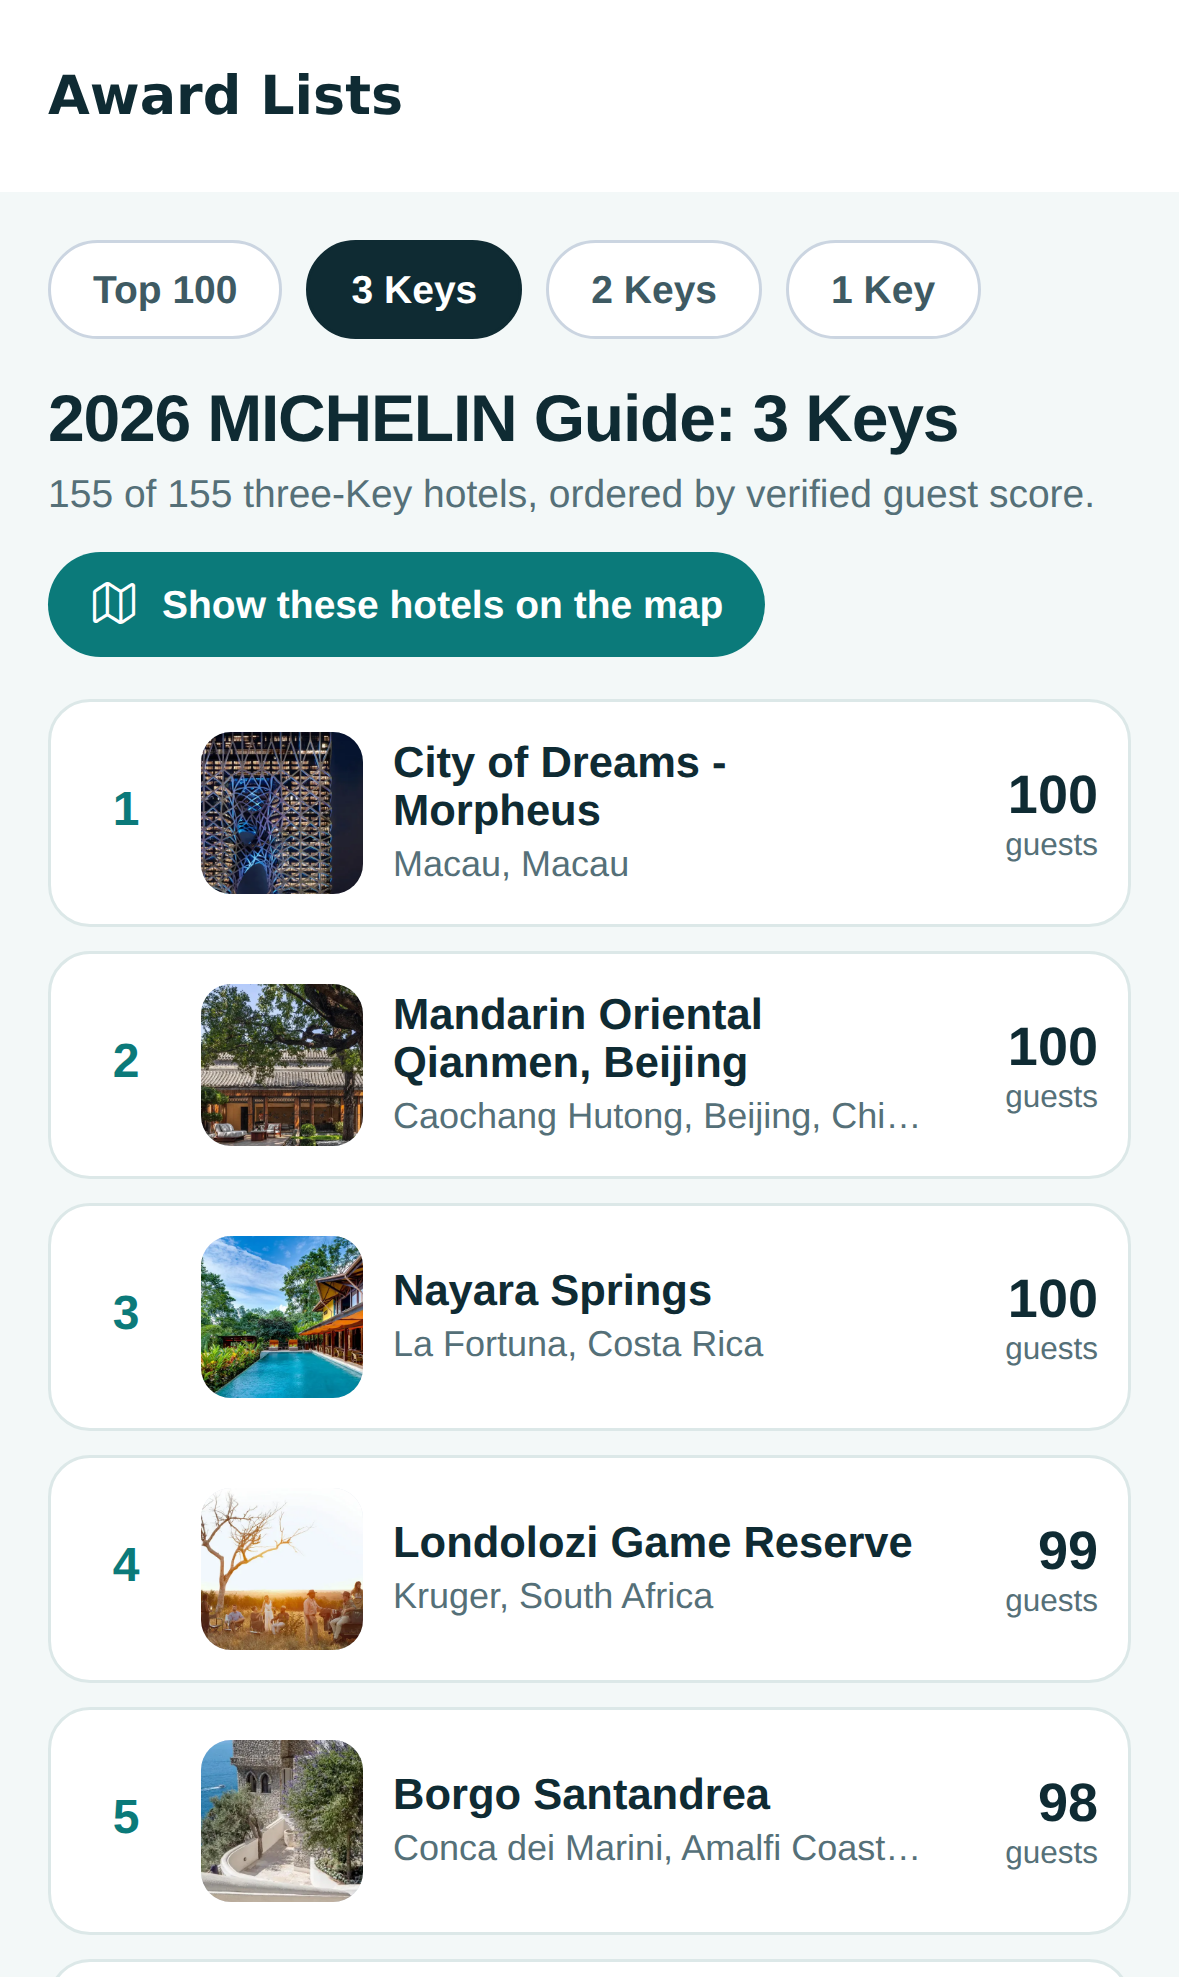 Award Lists
Top 100
3 Keys
2 Keys
1 Key
2026 MICHELIN Guide: 3 Keys
155 of 155 three-Key hotels, ordered by verified guest score.
Show these hotels on the map
1
City of Dreams -
Morpheus
Macau, Macau
100
guests
2
Mandarin Oriental
Qianmen, Beijing
Caochang Hutong, Beijing, Chi…
100
guests
3
Nayara Springs
La Fortuna, Costa Rica
100
guests
4
Londolozi Game Reserve
Kruger, South Africa
99
guests
5
Borgo Santandrea
Conca dei Marini, Amalfi Coast…
98
guests